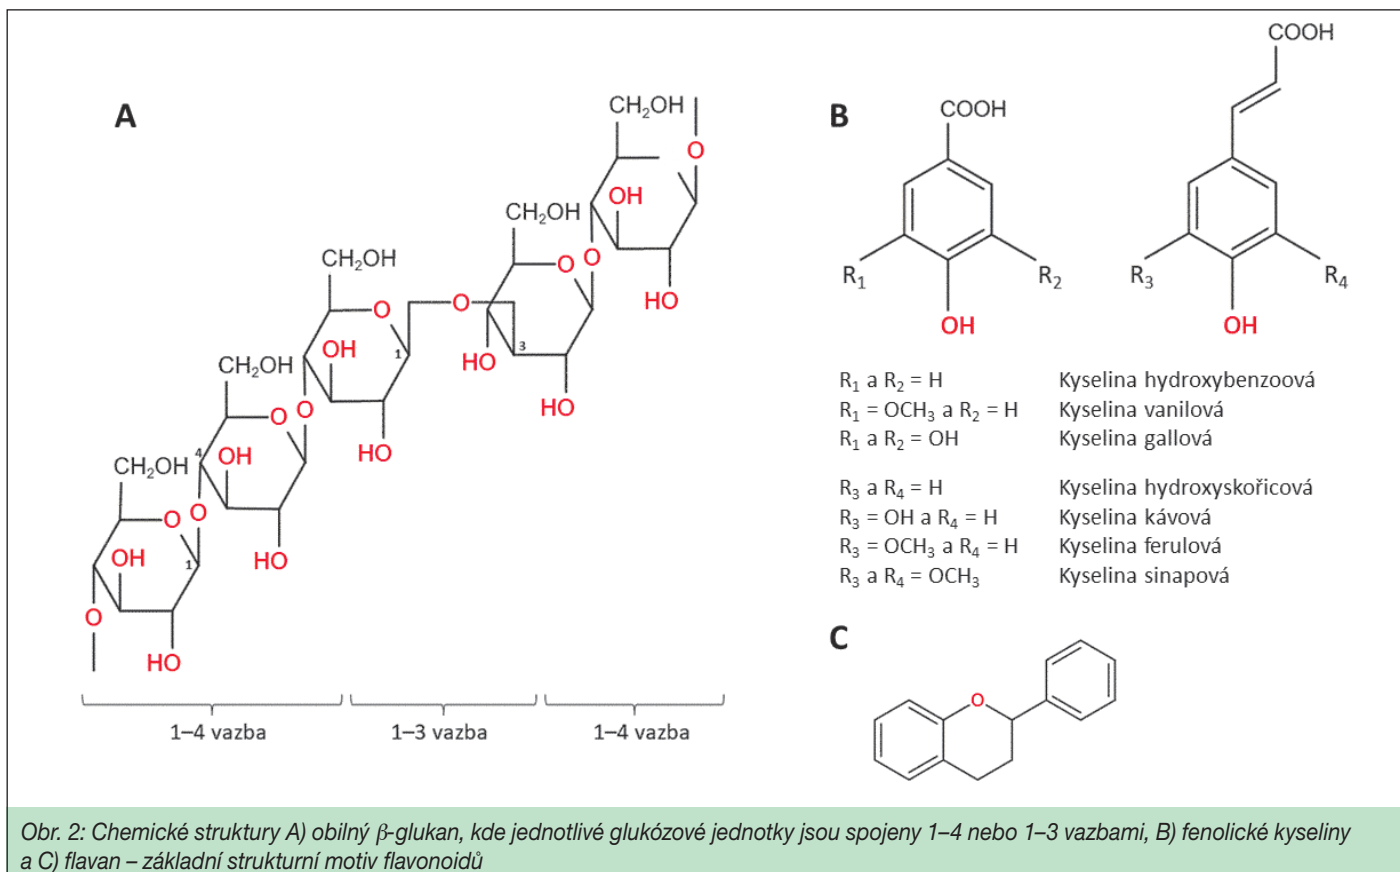 A
CH₂OH
O
OH
HO
CH₂OH
O
O
HO
3
HO
CH₂OH
O
OH
1
O
HO
CH₂OH
O
O
4
OH
HO
CH₂OH
O
O
OH
1
O
HO
1–4 vazba
1–3 vazba
1–4 vazba
B
COOH
R₁
R₂
OH
COOH
R₃
R₄
OH
R₁ a R₂ = H Kyselina hydroxybenzoová
R₁ = OCH₃ a R₂ = H Kyselina vanilová
R₁ a R₂ = OH Kyselina gallová
R₃ a R₄ = H Kyselina hydroxyskořicová
R₃ = OH a R₄ = H Kyselina kávová
R₃ = OCH₃ a R₄ = H Kyselina ferulová
R₃ a R₄ = OCH₃ Kyselina sinapová
C
O
Obr. 2: Chemické struktury A) obilný β-glukan, kde jednotlivé glukózové jednotky jsou spojeny 1–4 nebo 1–3 vazbami, B) fenolické kyseliny
a C) flavan – základní strukturní motiv flavonoidů